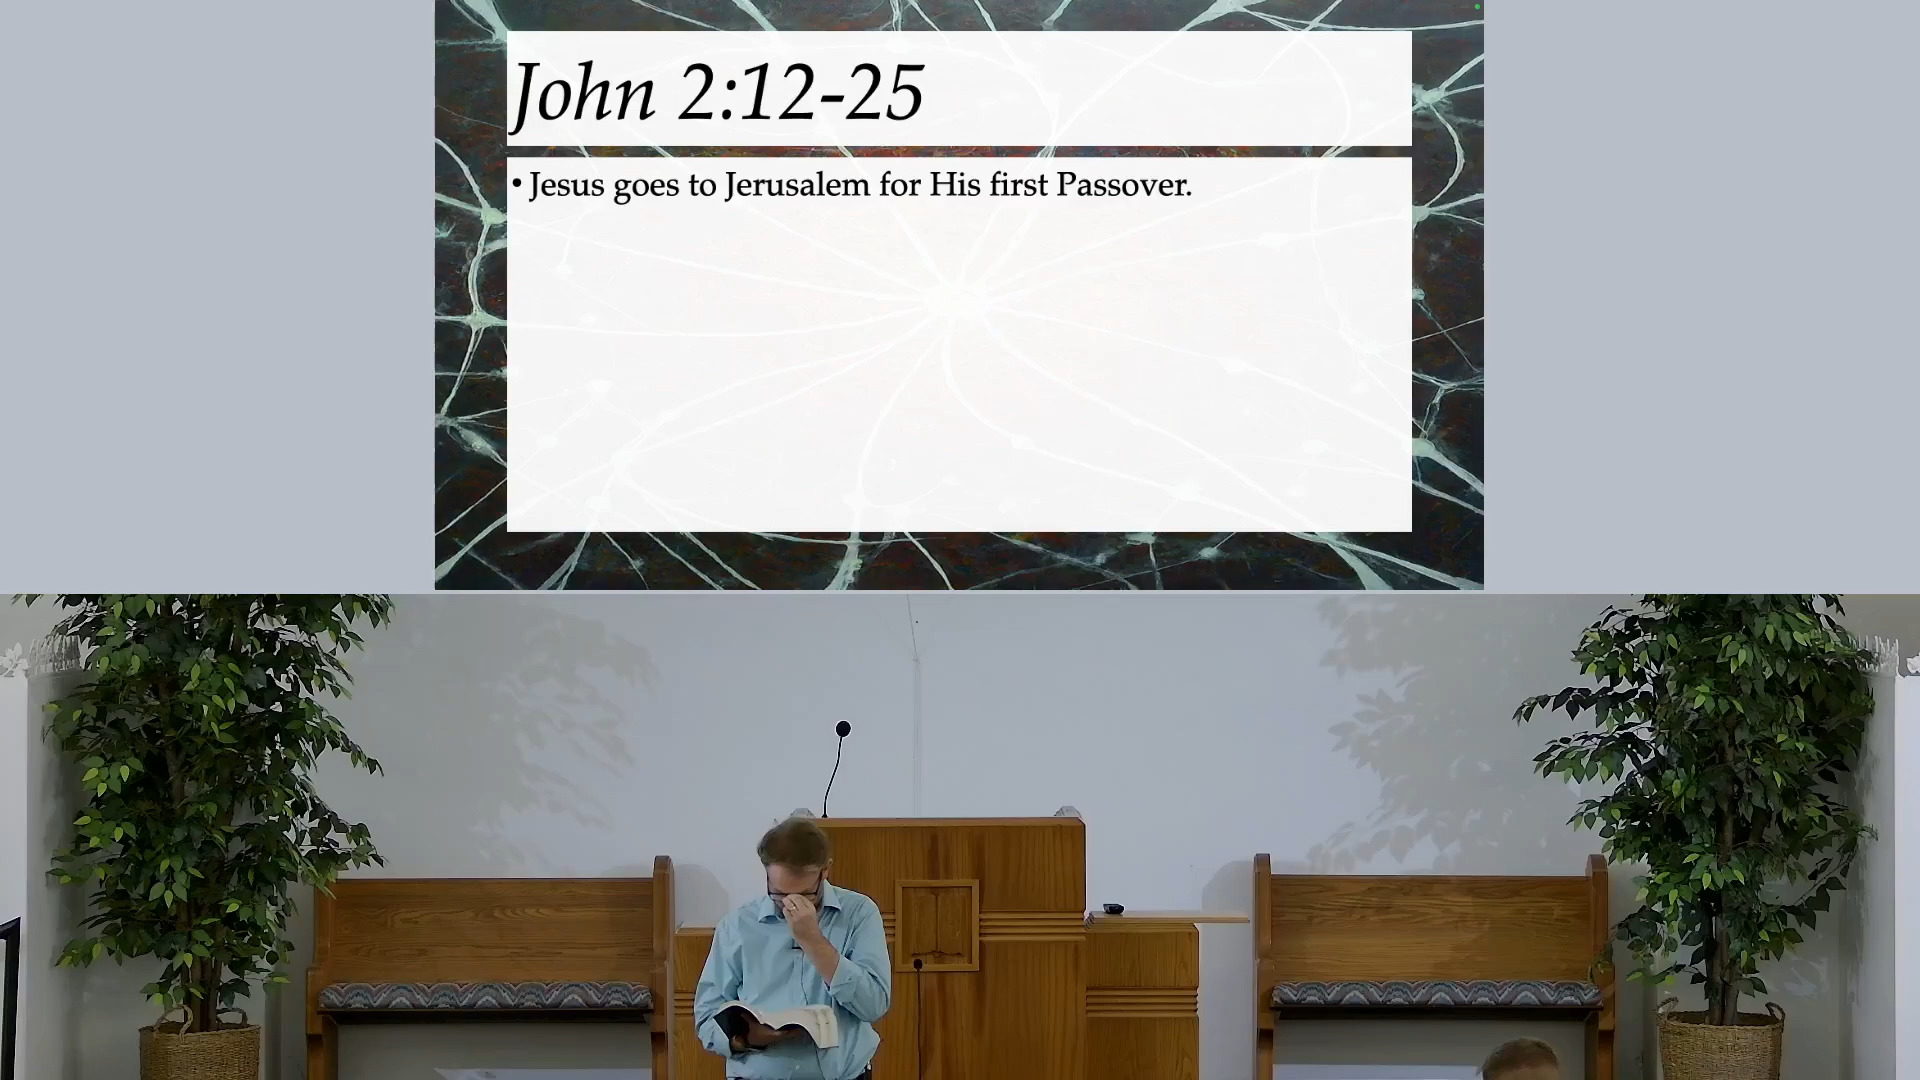 John 2:12-25
• Jesus goes to Jerusalem for His first Passover.